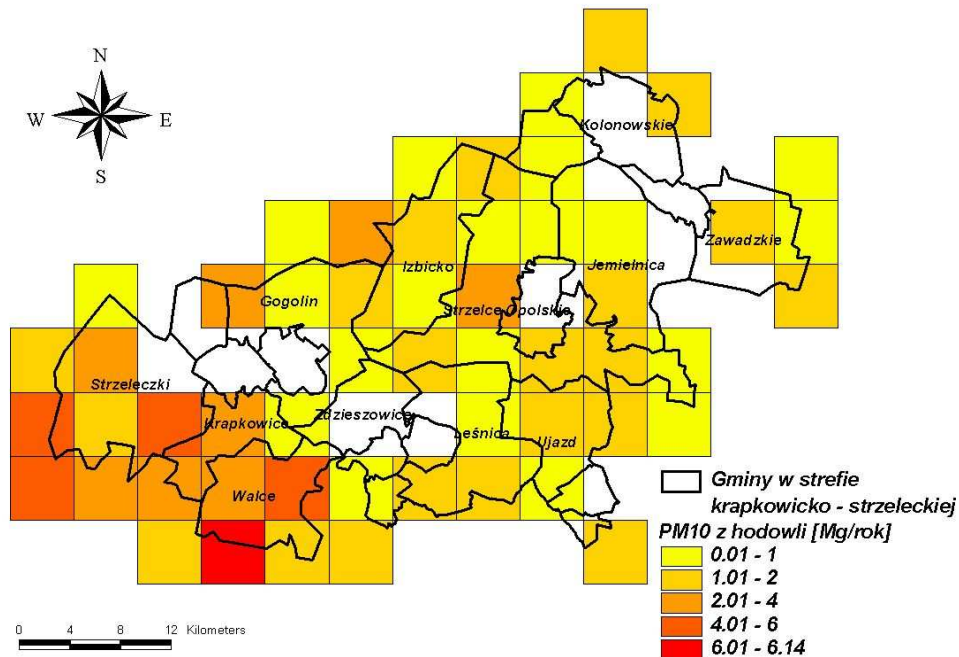 N
W E
S
Kolonowskie
Zawadzkie
Izbicko
Jemielnica
Gogolin
Strzelce Opolskie
Strzeleczki
Krapkowice
Zdzieszowice
Leśnica
Ujazd
Walce
Gminy w strefie
krapkowicko - strzeleckiej
PM10 z hodowli [Mg/rok]
0.01 - 1
1.01 - 2
2.01 - 4
4.01 - 6
6.01 - 6.14
0 4 8 12 Kilometers